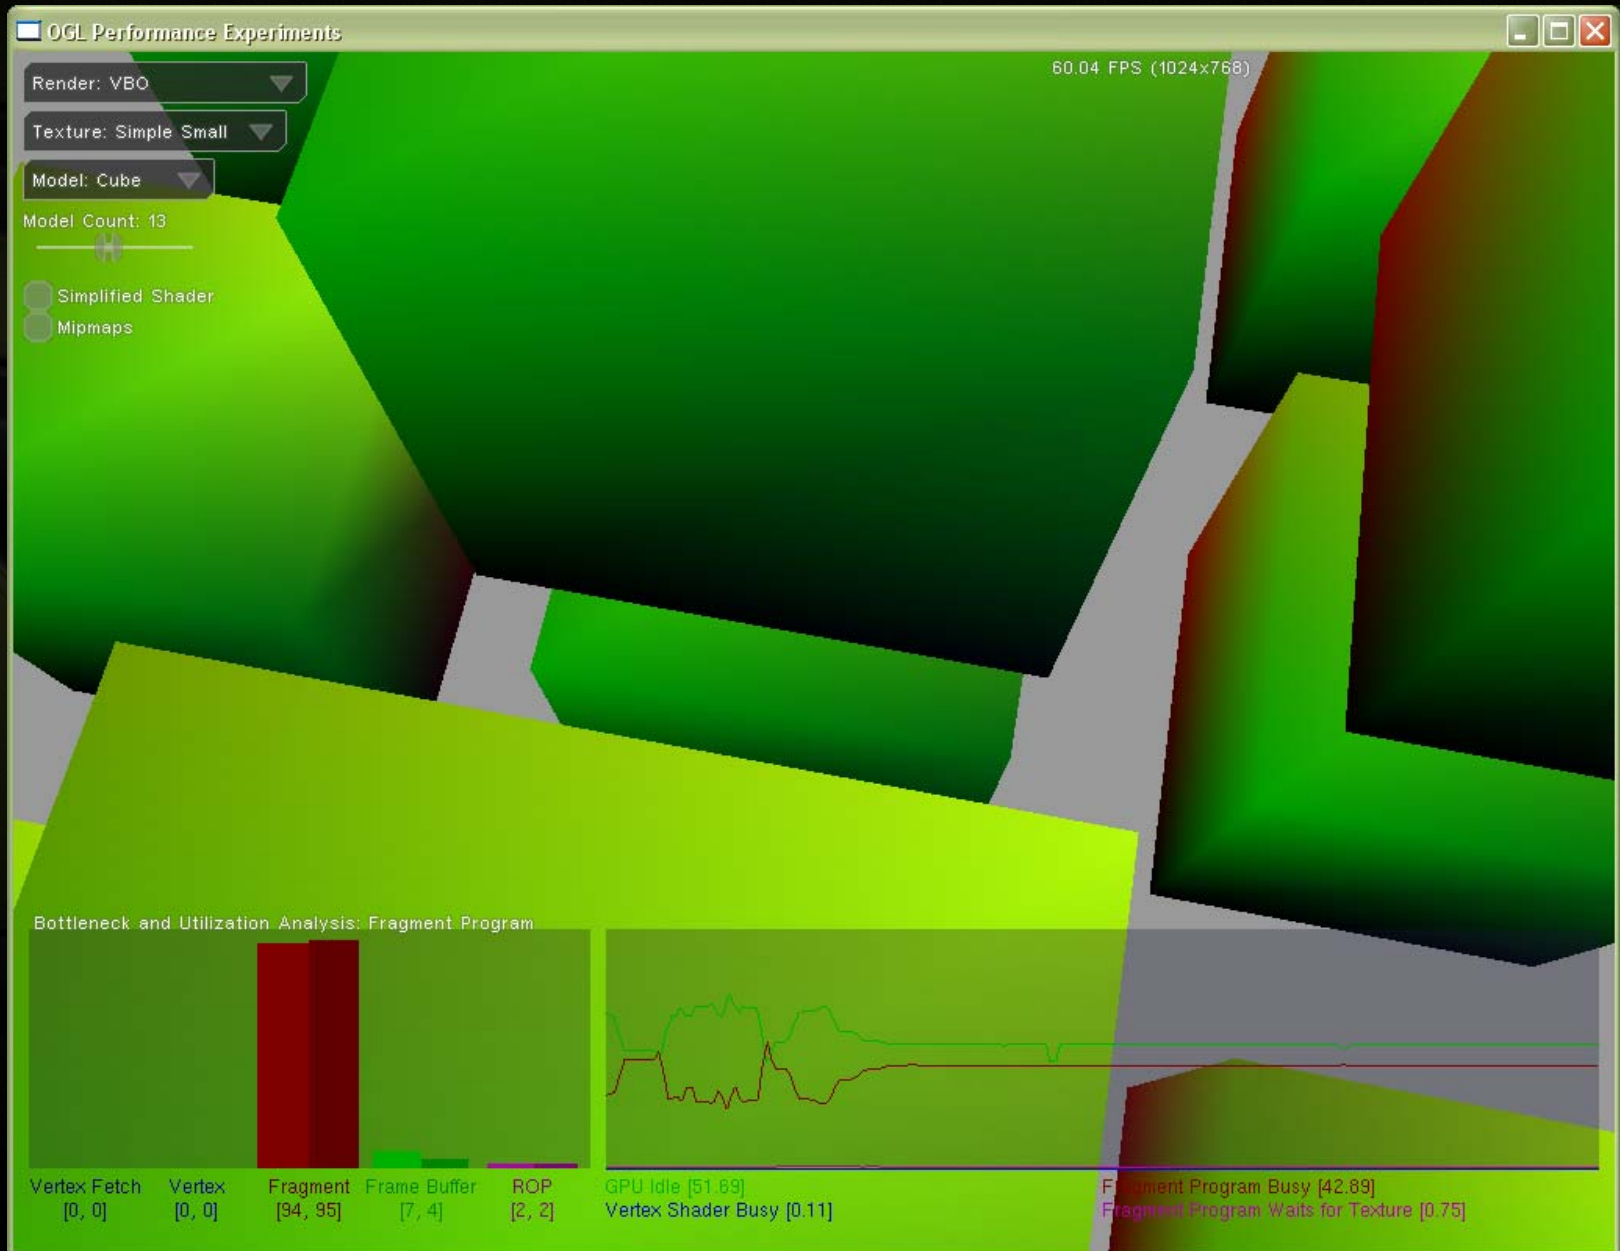 OGL Performance Experiments
60.04 FPS (1024x768)
Render: VBO
Texture: Simple Small
Model: Cube
Model Count: 13
Simplified Shader
Mipmaps
Bottleneck and Utilization Analysis: Fragment Program
Vertex Fetch Vertex Fragment Frame Buffer ROP
[0, 0] [0, 0] [94, 95] [7, 4] [2, 2]
GPU Idle [51.69] Fragment Program Busy [42.89]
Vertex Shader Busy [0.11] Fragment Program Waits for Texture [0.75]